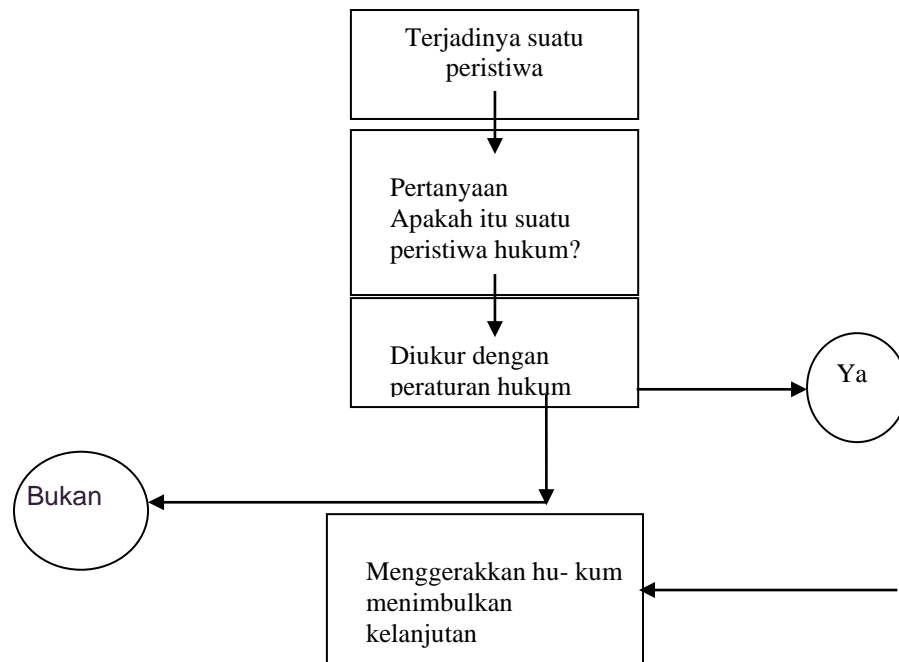 Terjadinya suatu
peristiwa
Pertanyaan
Apakah itu suatu
peristiwa hukum?
Diukur dengan
peraturan hukum
Ya
Bukan
Menggerakkan hu- kum
menimbulkan
kelanjutan